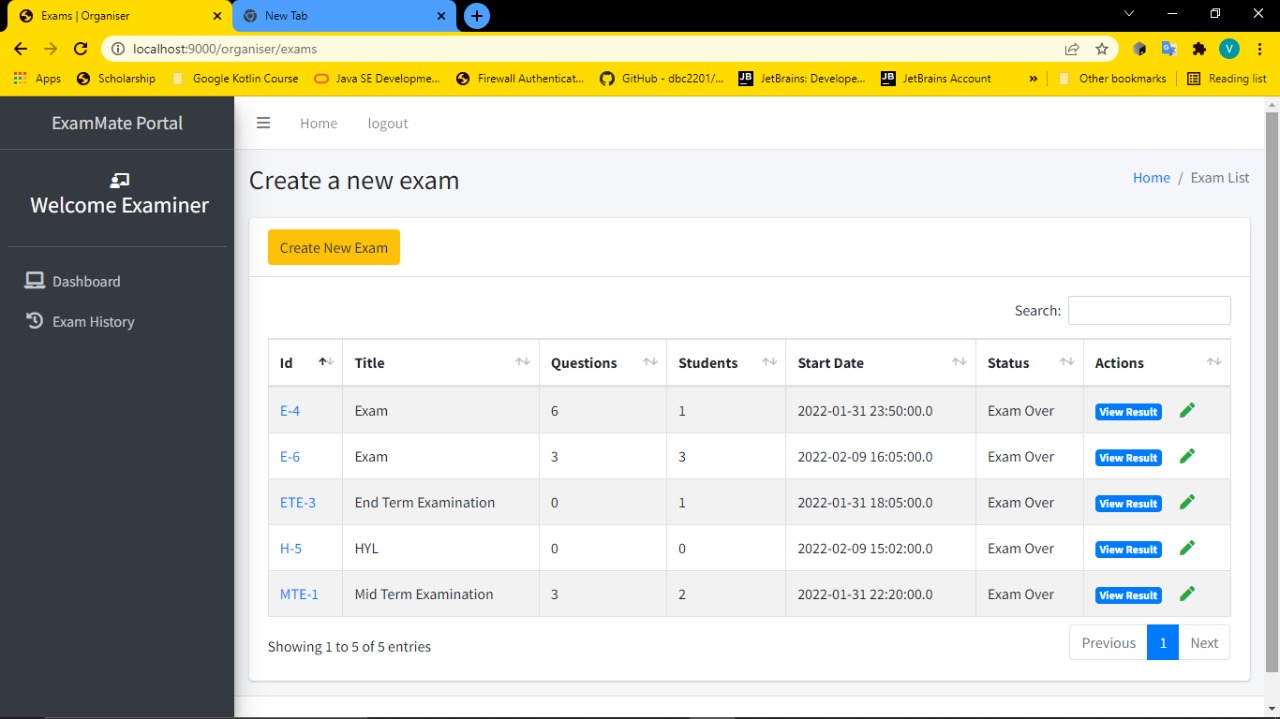 Exams | Organiser
New Tab
localhost:9000/organiser/exams
V
Apps
Scholarship
Google Kotlin Course
Java SE Developme...
Firewall Authenticat...
GitHub - dbc2201/...
JB
JetBrains: Develope...
JB
JetBrains Account
»
Other bookmarks
Reading list
ExamMate Portal
Home
logout
Welcome Examiner
Dashboard
Exam History
Create a new exam
Home / Exam List
Create New Exam
Search:
Id Title Questions Students Start Date Status Actions
E-4 Exam 6 1 2022-01-31 23:50:00.0 Exam Over View Result
E-6 Exam 3 3 2022-02-09 16:05:00.0 Exam Over View Result
ETE-3 End Term Examination 0 1 2022-01-31 18:05:00.0 Exam Over View Result
H-5 HYL 0 0 2022-02-09 15:02:00.0 Exam Over View Result
MTE-1 Mid Term Examination 3 2 2022-01-31 22:20:00.0 Exam Over View Result
Showing 1 to 5 of 5 entries
Previous 1 Next